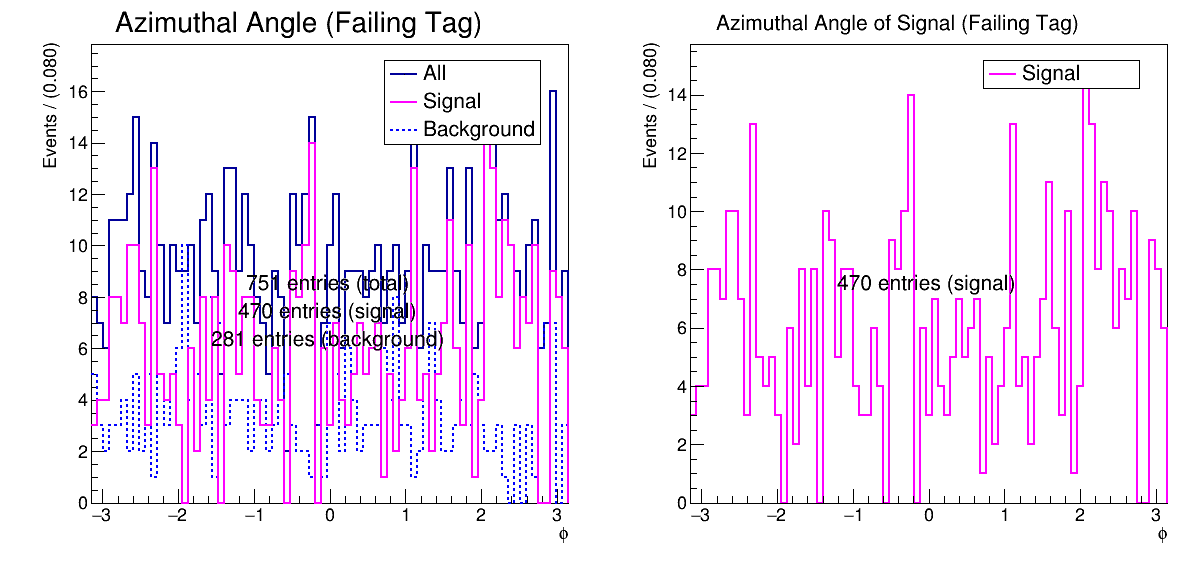 Azimuthal Angle (Failing Tag)
Events / (0.080)
All
Signal
Background
16
14
12
10
8
6
4
2
0
751 entries (total)
470 entries (signal)
281 entries (background)
−3 −2 −1 0 1 2 3
ϕ
Azimuthal Angle of Signal (Failing Tag)
Events / (0.080)
Signal
14
12
10
8
6
4
2
0
470 entries (signal)
−3 −2 −1 0 1 2 3
ϕ